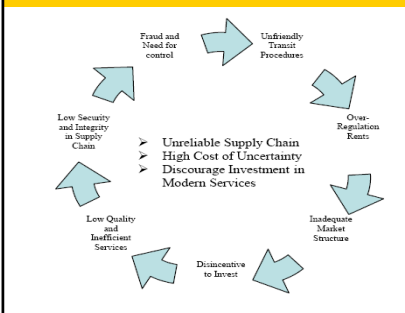 Fraud and
Need for
control
Unfriendly
Transit
Procedures
Over-
Regulation
Rents
Inadequate
Market
Structure
Disincentive
to Invest
Low Quality
and
Inefficient
Services
Low Security
and Integrity
in Supply
Chain
➢ Unreliable Supply Chain
➢ High Cost of Uncertainty
➢ Discourage Investment in
Modern Services